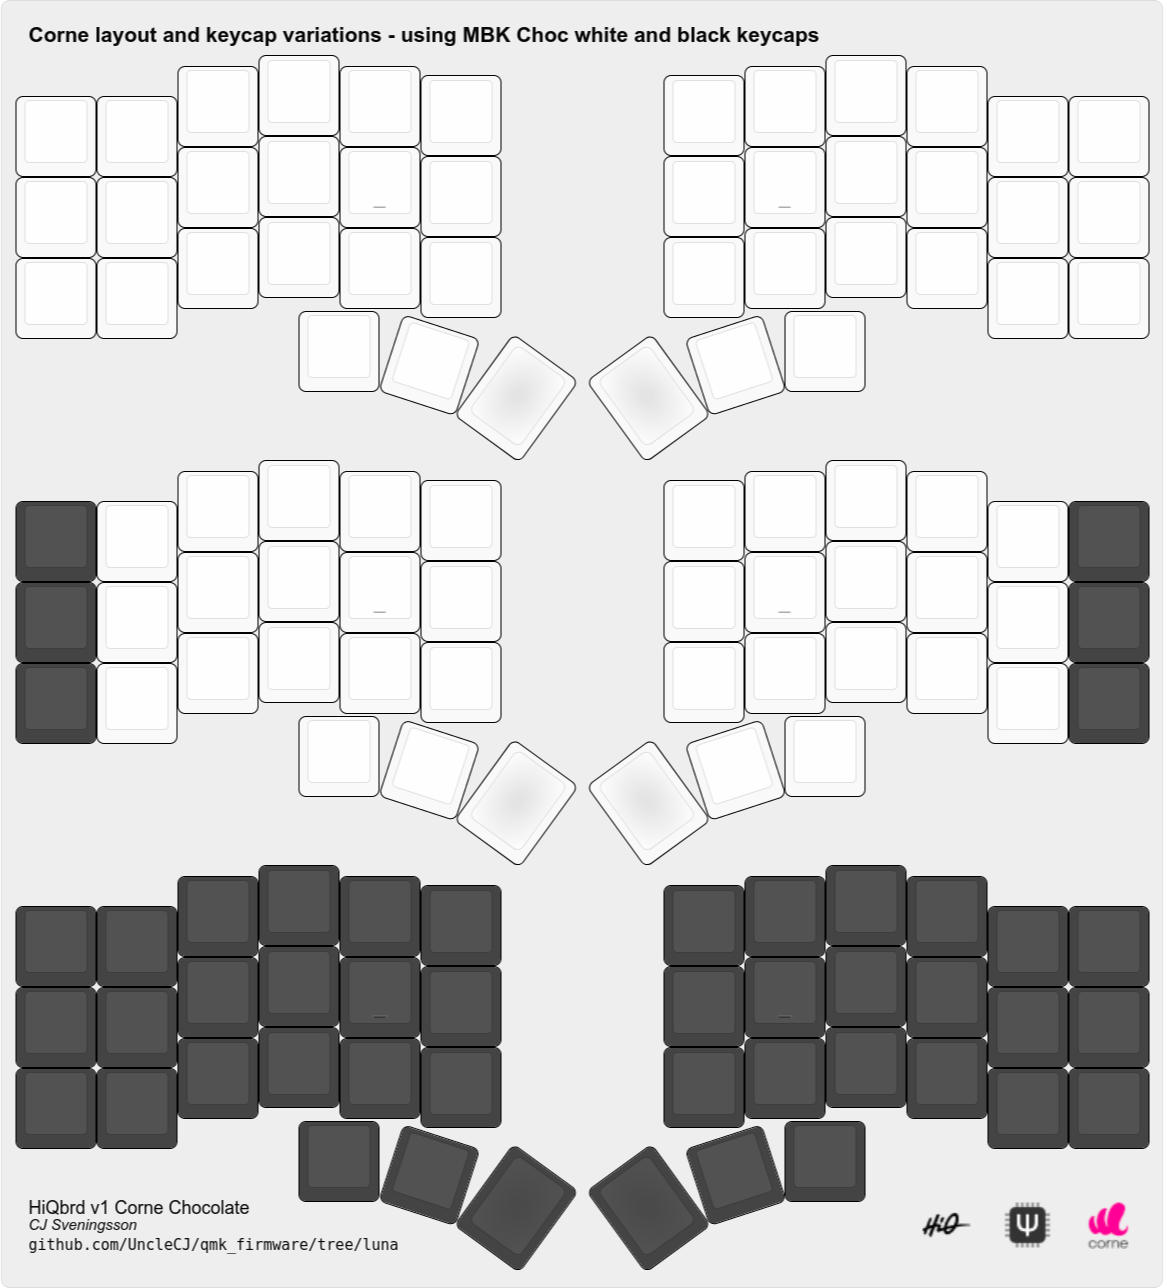 Corne layout and keycap variations - using MBK Choc white and black keycaps
_ _
_ _
_ _
HiQbrd v1 Corne Chocolate
CJ Sveningsson
github.com/UncleCJ/qmk_firmware/tree/luna
HiQ
corne